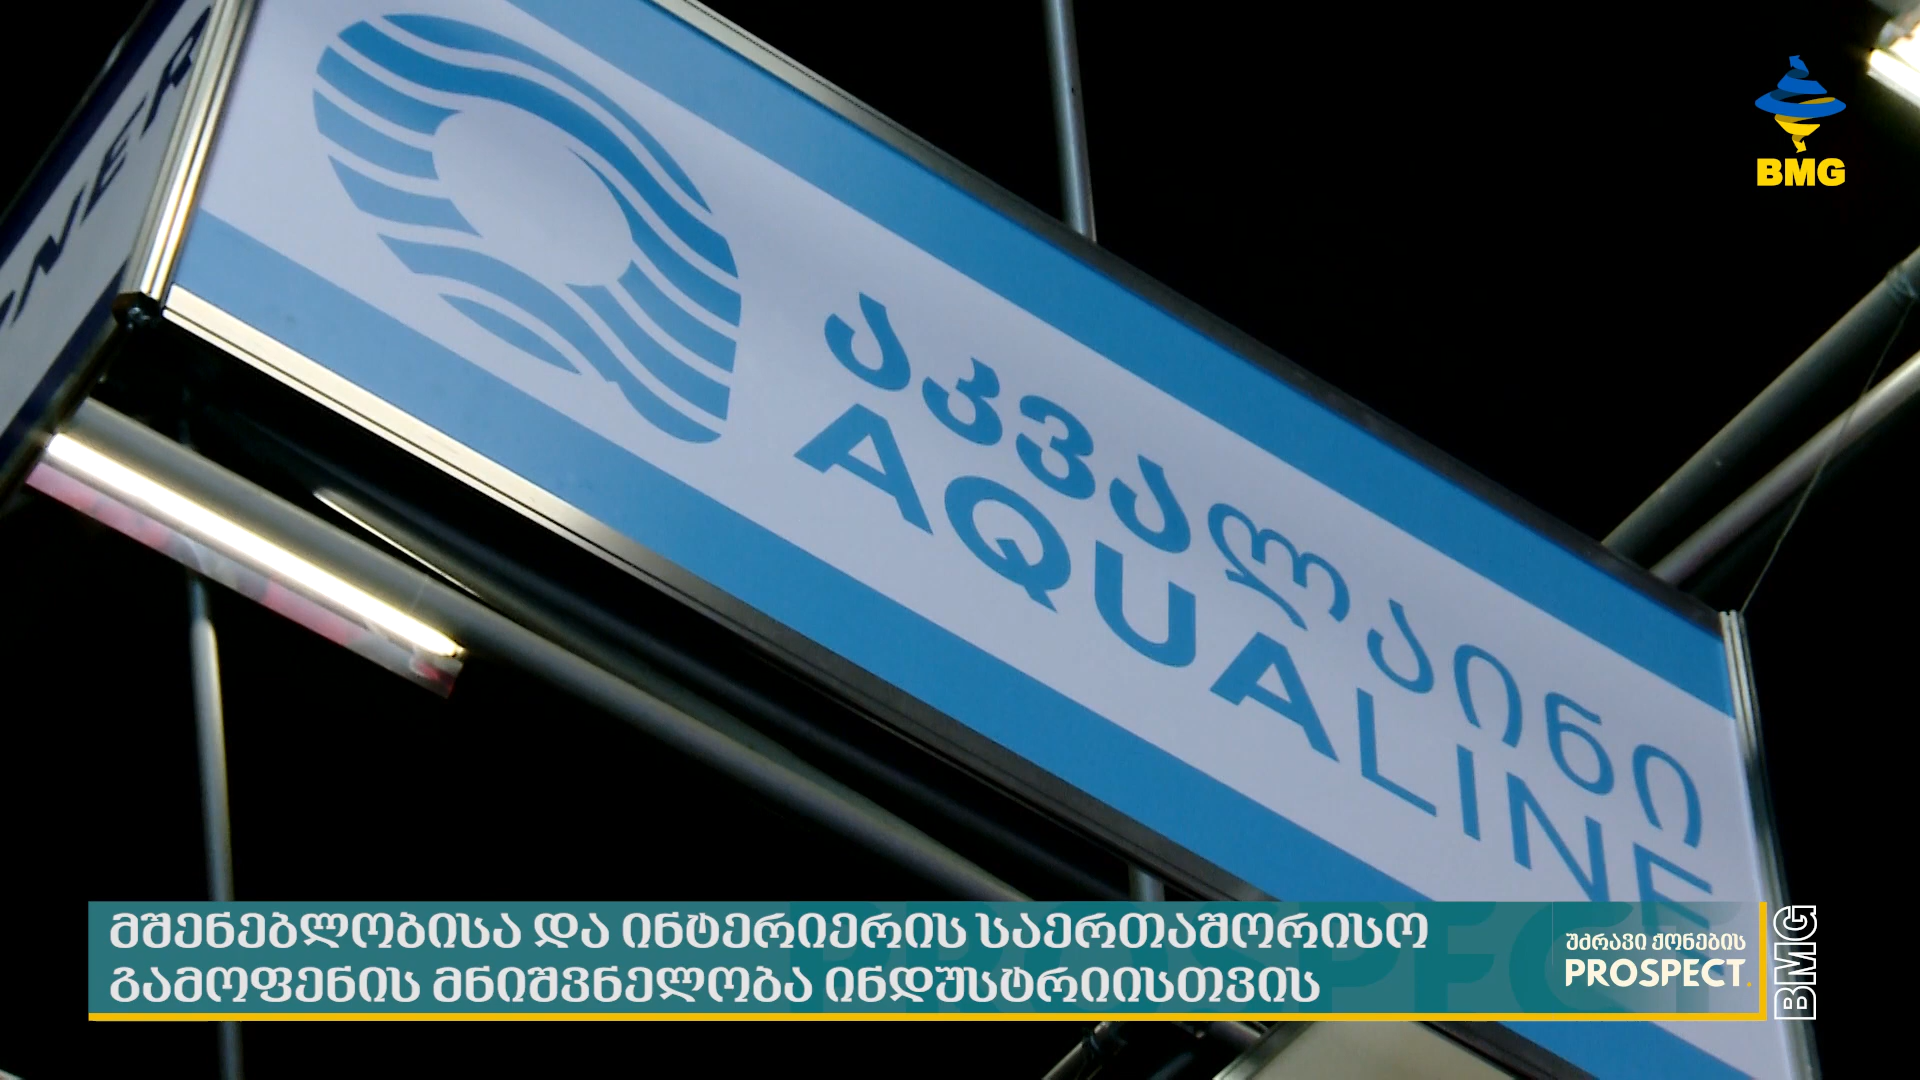 BMG
აკვალაინი
AQUALINE
მშენებლობისა და ინტერიერის საერთაშორისო
გამოფენის მნიშვნელობა ინდუსტრიისთვის
უძრავი ქონების
PROSPECT.
BMG